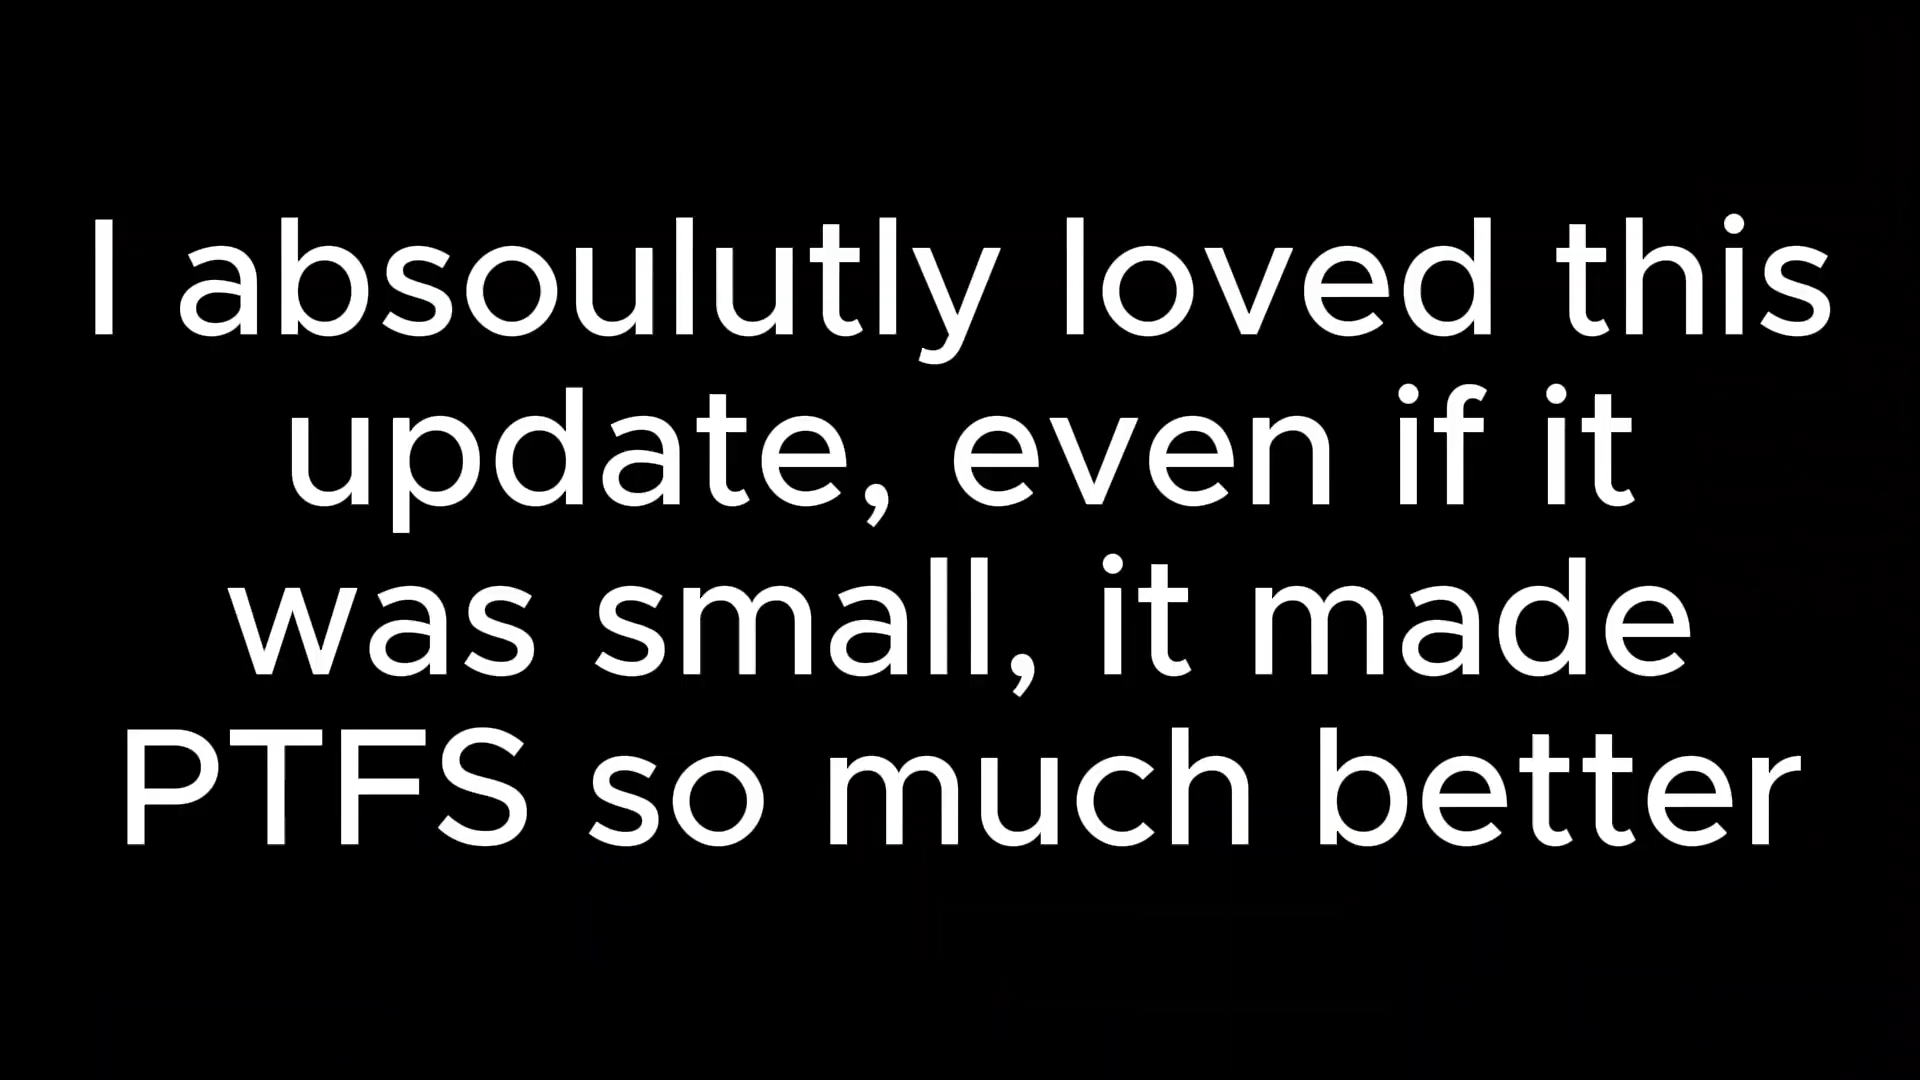 I absoulutly loved this
update, even if it
was small, it made
PTFS so much better